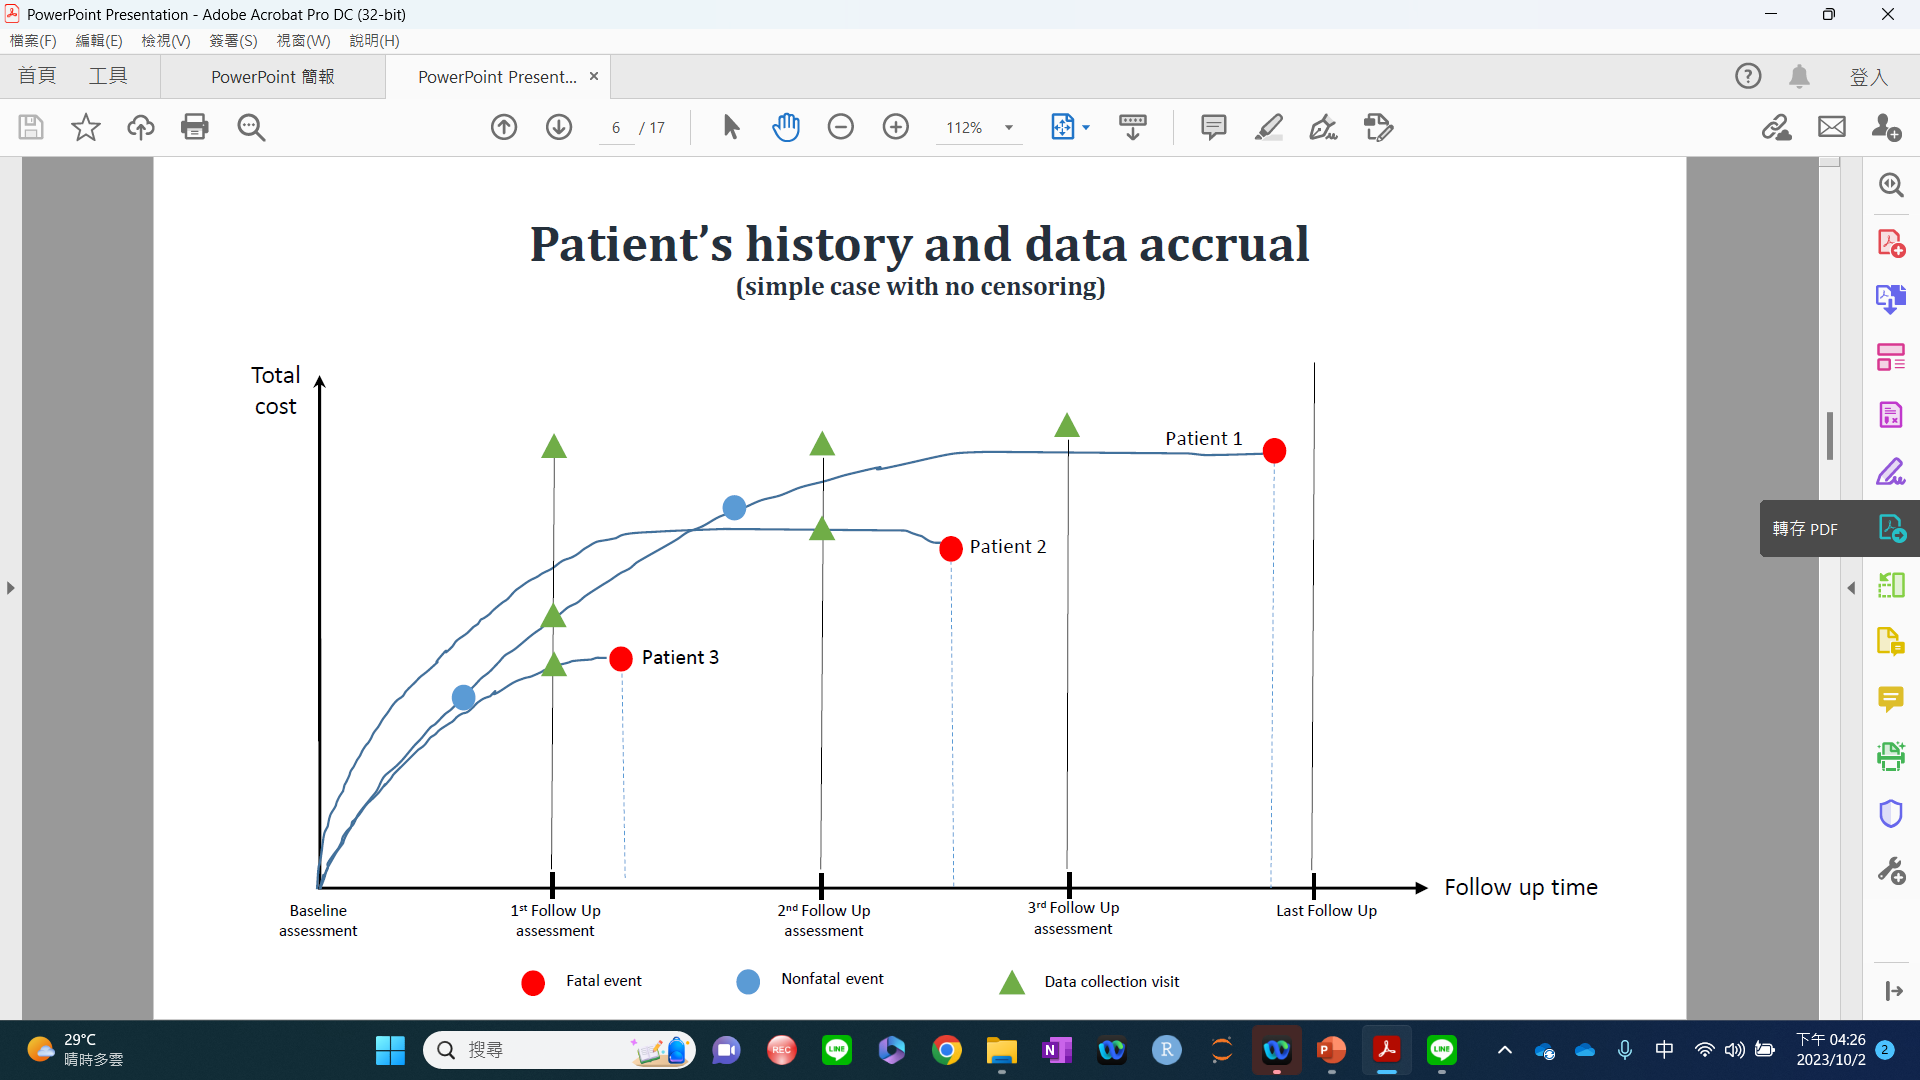 PowerPoint Presentation - Adobe Acrobat Pro DC (32-bit)
檔案(F) 編輯(E) 檢視(V) 簽署(S) 視窗(W) 說明(H)
首頁 工具 PowerPoint 簡報 PowerPoint Present... 登入
6 / 17 112%
Patient’s history and data accrual
(simple case with no censoring)
Total
cost
Patient 1
Patient 2
轉存 PDF
Patient 3
Follow up time
Baseline
assessment
1st Follow Up
assessment
2nd Follow Up
assessment
3rd Follow Up
assessment
Last Follow Up
Fatal event
Nonfatal event
Data collection visit
29°C
晴時多雲
搜尋
REC
LINE
N
R
P
LINE
中
下午 04:26
2023/10/2
2